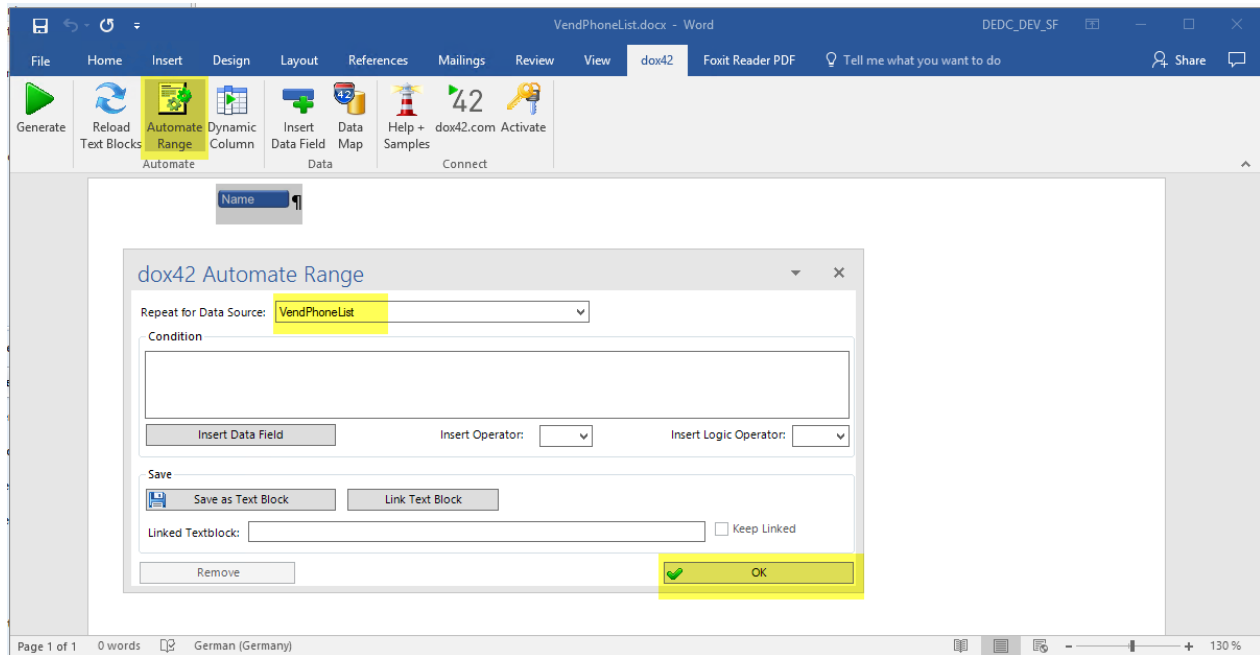 VendPhoneList.docx - Word
DEDC_DEV_SF
File Home Insert Design Layout References Mailings Review View dox42 Foxit Reader PDF Tell me what you want to do Share
Generate
Reload Text Blocks
Automate Range
Dynamic Column
Insert Data Field
42
Data Map
Help + Samples
42
dox42.com
Activate
Automate
Data
Connect
Name ¶
dox42 Automate Range
Repeat for Data Source: VendPhoneList
Condition
Insert Data Field Insert Operator: Insert Logic Operator:
Save
Save as Text Block Link Text Block
Linked Textblock: Keep Linked
Remove OK
Page 1 of 1 0 words German (Germany) - + 130 %